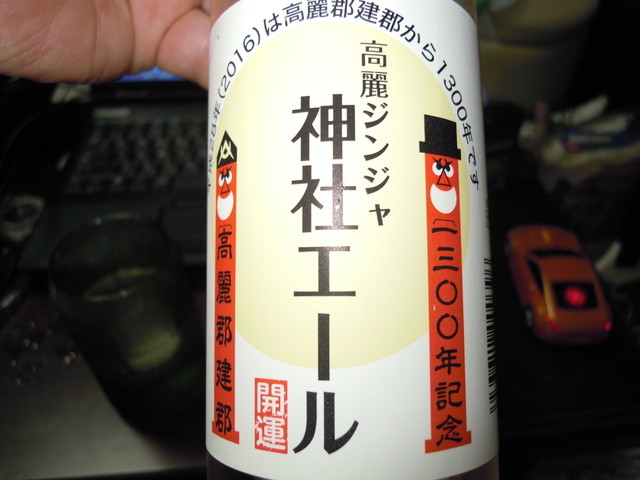 年(2016)は高麗郡建郡から1300年です
高麗ジンジャ
神社エール
開運
高麗郡建郡
一三〇〇年記念